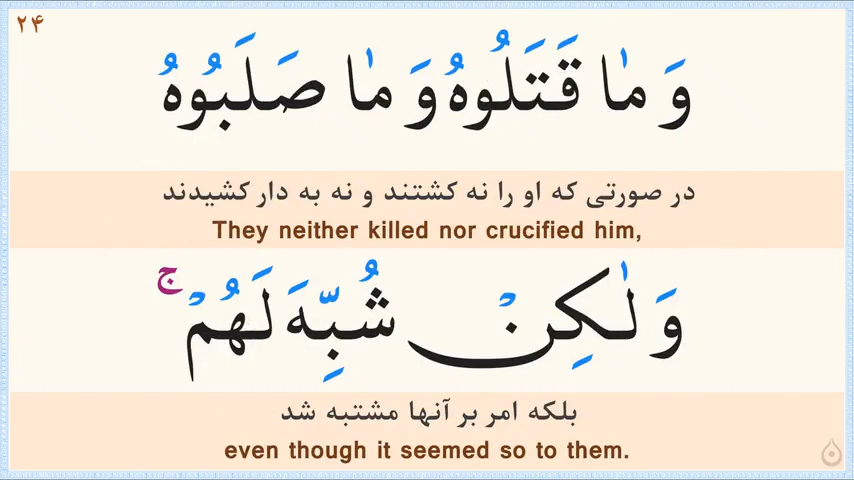 ۲۴
وَ مٰا قَتَلُوهُ وَ مٰا صَلَبُوهُ
در صورتی که او را نه کشتند و نه به دار کشیدند
They neither killed nor crucified him,
وَ لٰكِنْ شُبِّهَ لَهُمْ ج
بلکه امر بر آنها مشتبه شد
even though it seemed so to them.